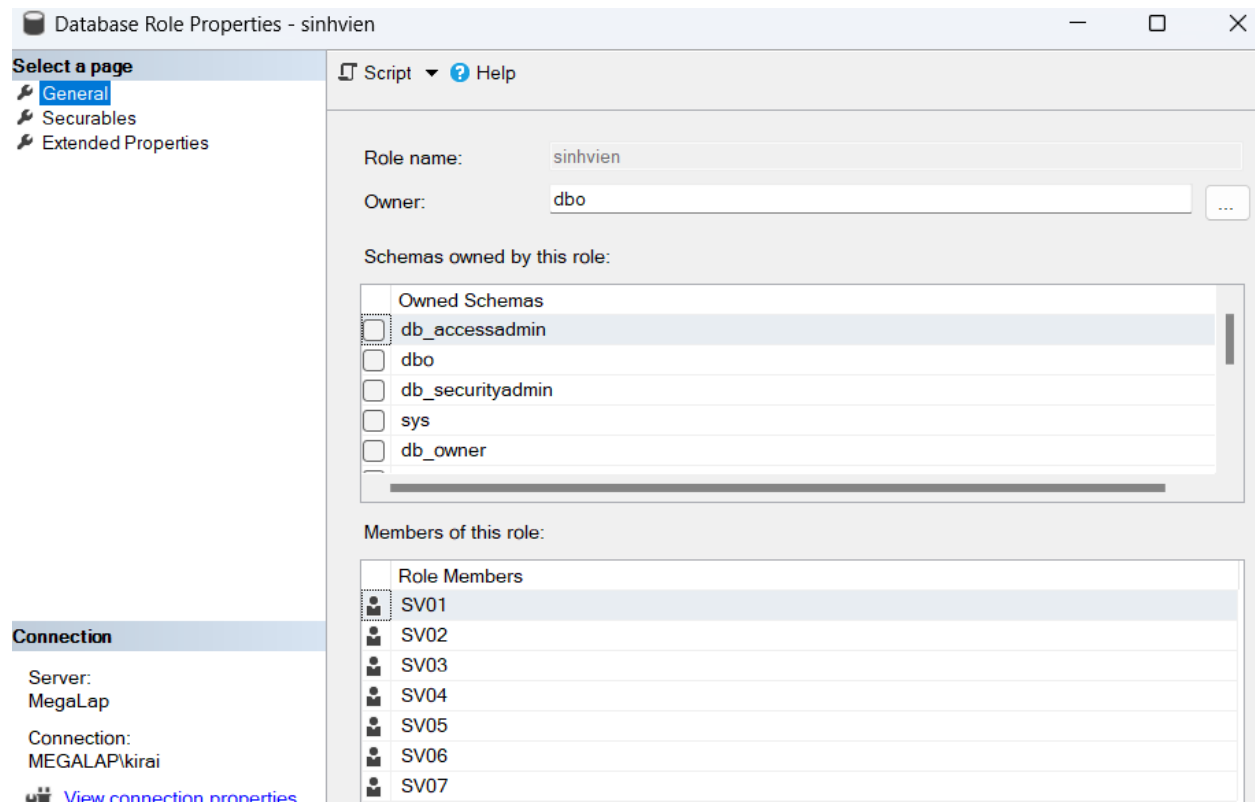 Database Role Properties - sinhvien
Select a page
General
Securables
Extended Properties
Script
Help
Role name: sinhvien
Owner: dbo
...
Schemas owned by this role:
Owned Schemas
db_accessadmin
dbo
db_securityadmin
sys
db_owner
Members of this role:
Role Members
SV01
SV02
SV03
SV04
SV05
SV06
SV07
Connection
Server:
MegaLap
Connection:
MEGALAP\kirai
View connection properties